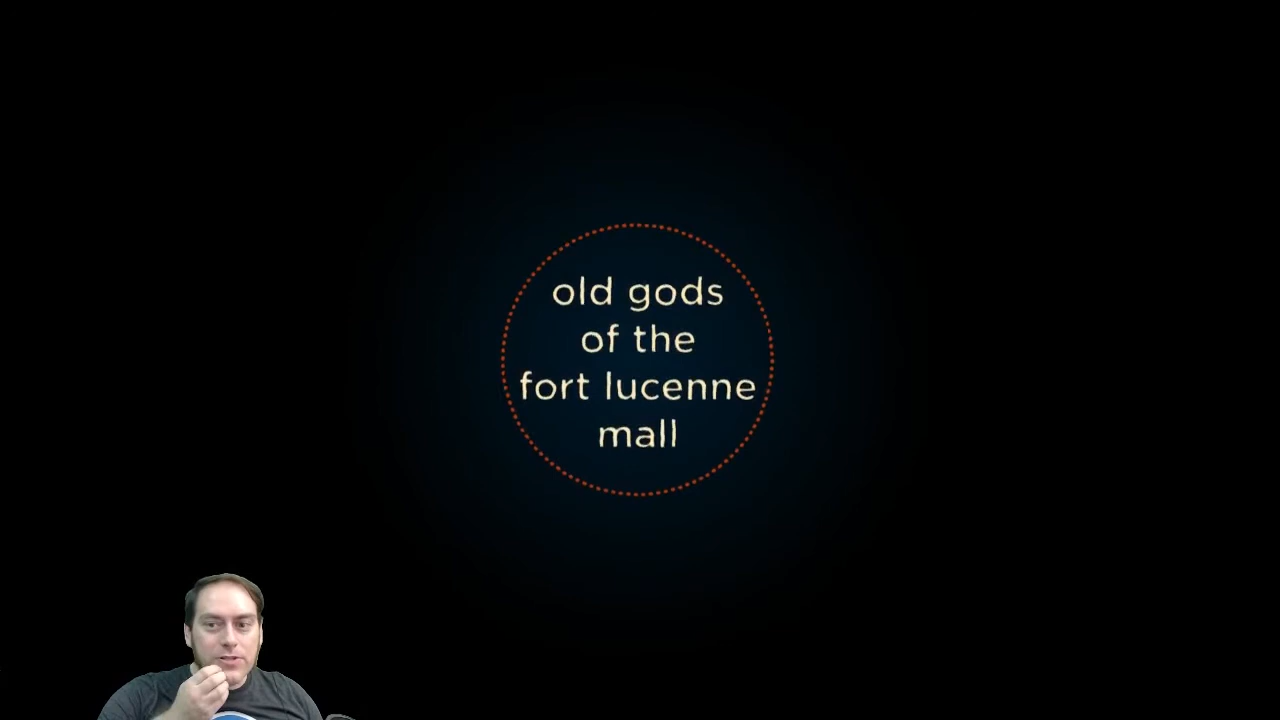 old gods
of the
fort lucenne
mall